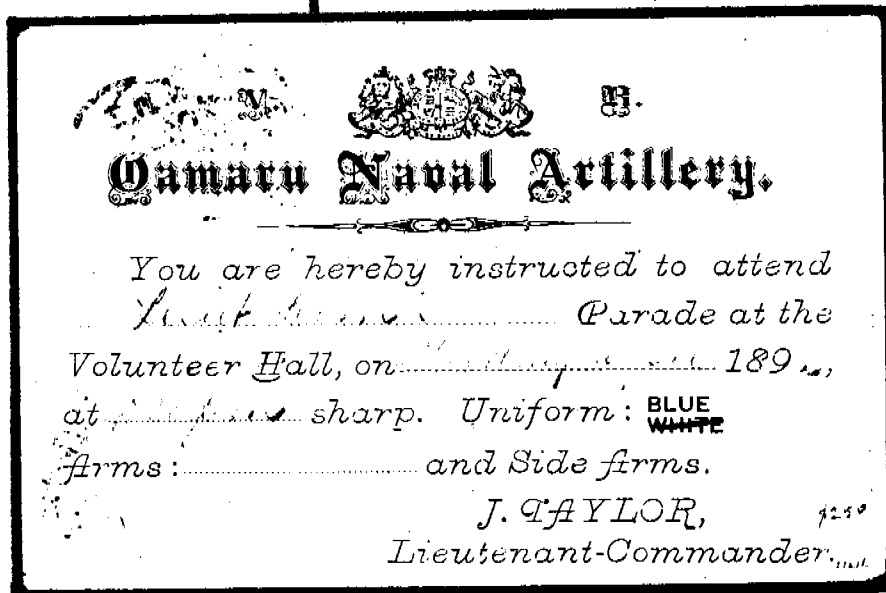 V. R.
Oamaru Naval Artillery.
You are hereby instructed to attend
Parade at the
Volunteer Hall, on 189
at sharp. Uniform: BLUE
WHITE
Arms: and Side Arms.
J. TAYLOR,
Lieutenant-Commander.
$250